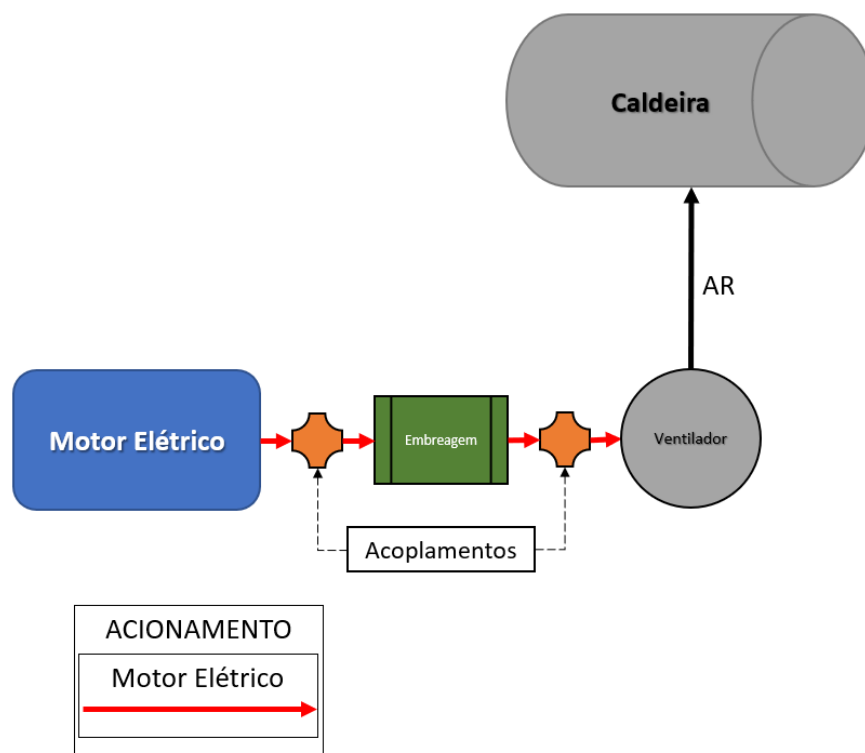 Caldeira
AR
Motor Elétrico
Embreagem
Ventilador
Acoplamentos
ACIONAMENTO
Motor Elétrico